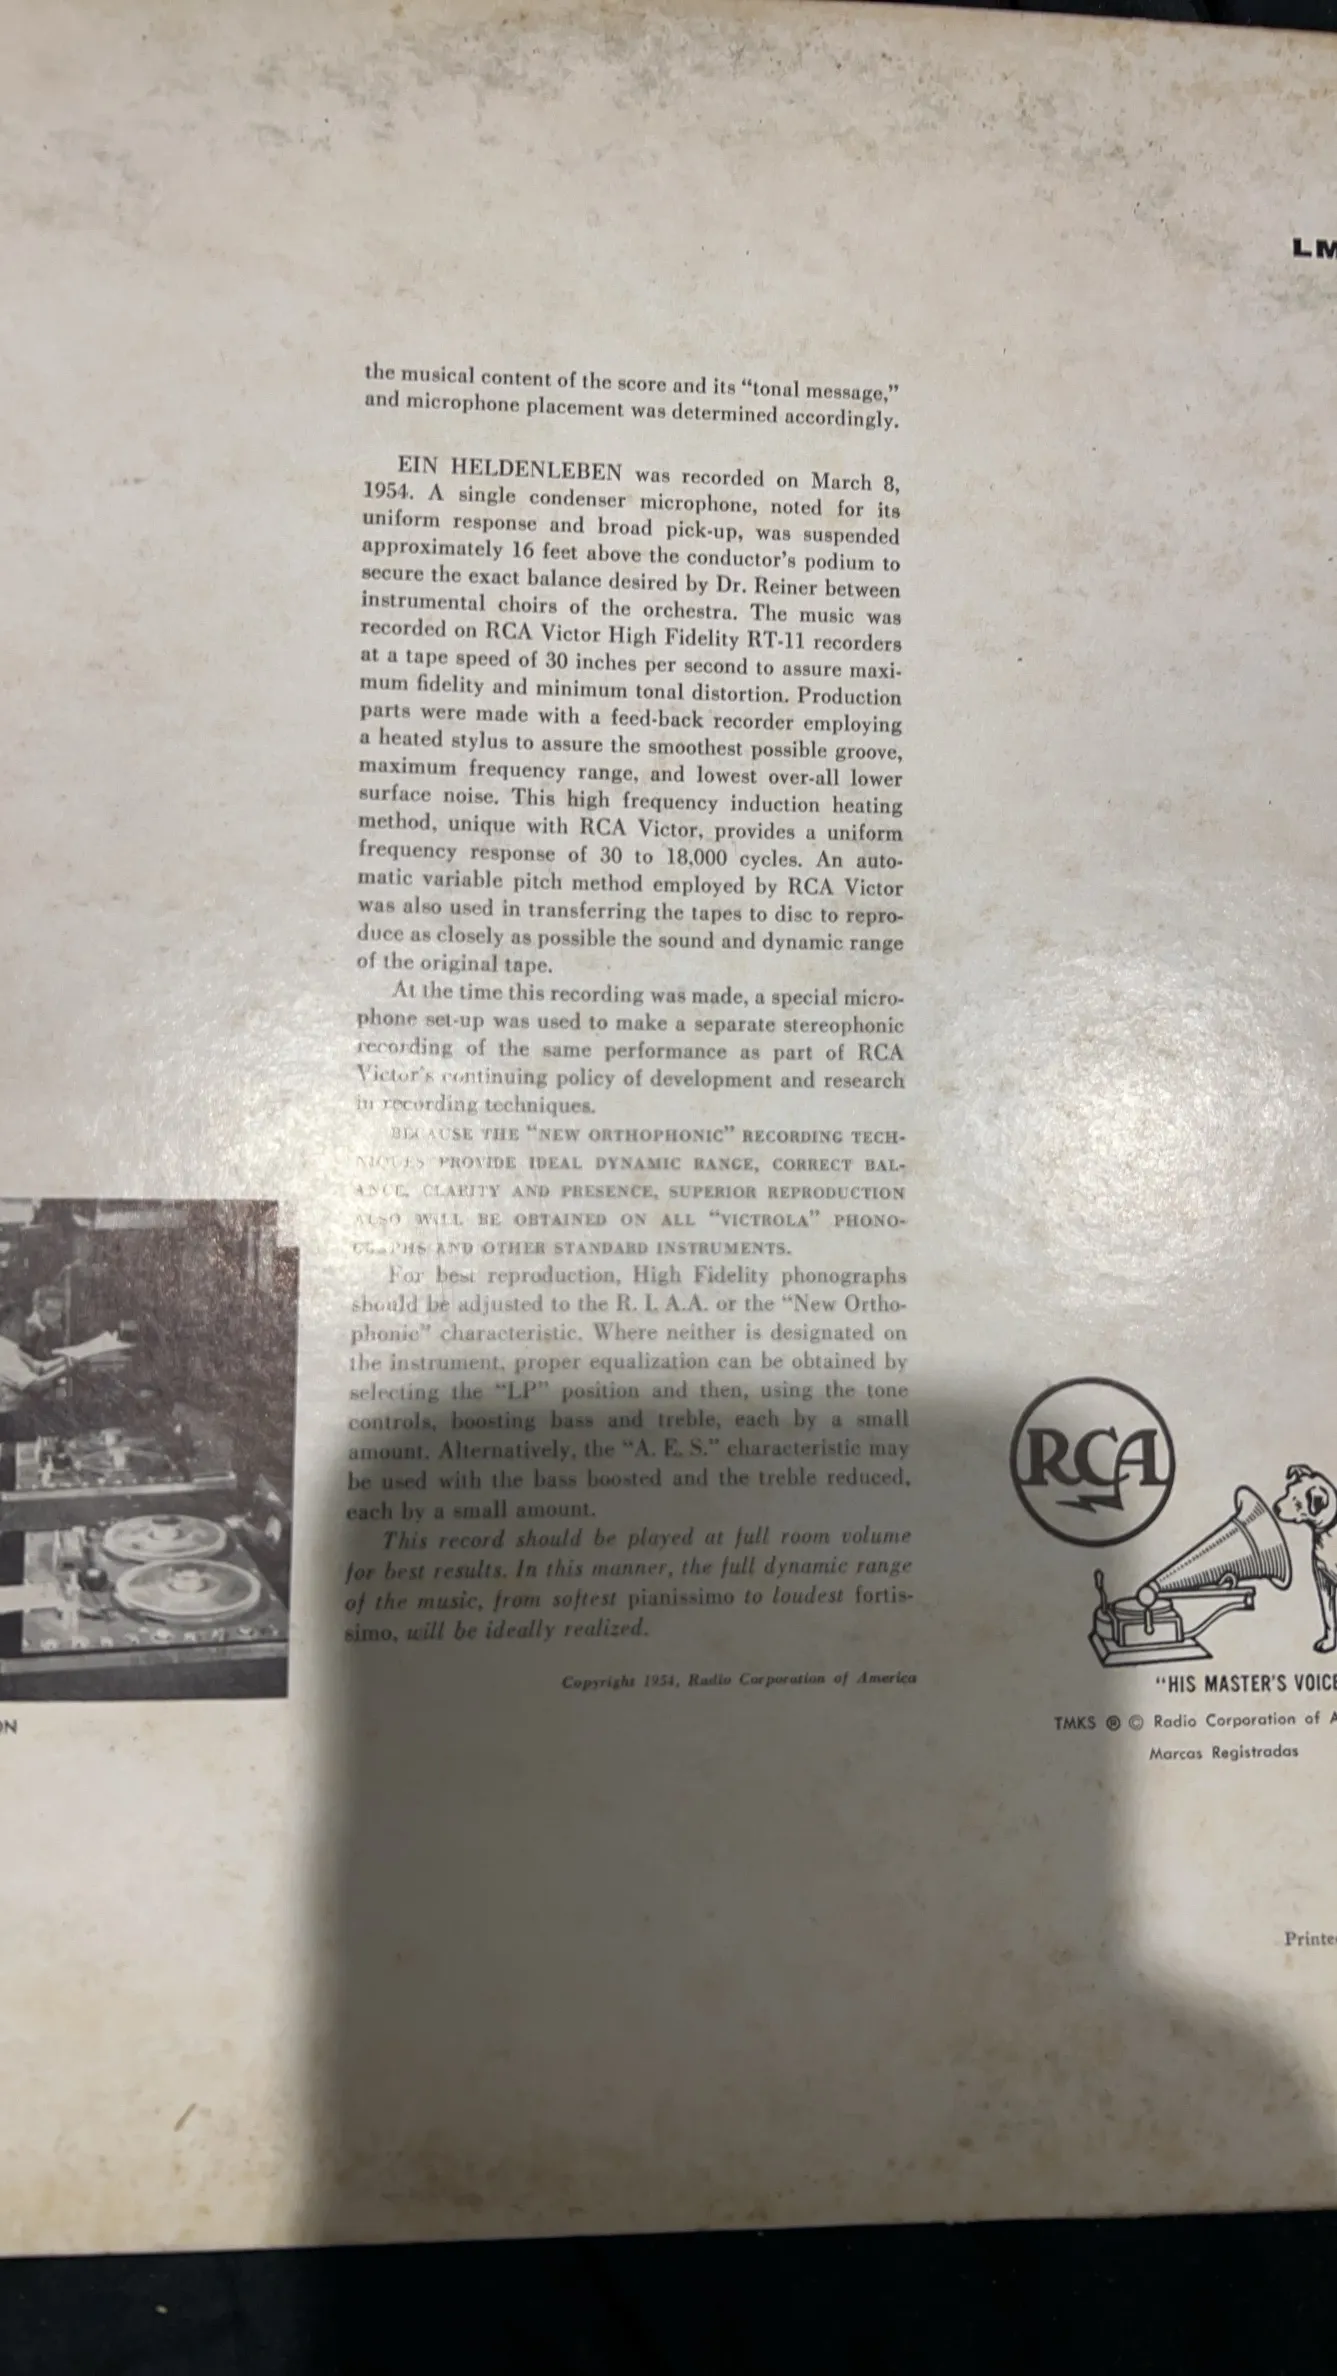 LM
the musical content of the score and its “tonal message,”
and microphone placement was determined accordingly.
EIN HELDENLEBEN was recorded on March 8,
1954. A single condenser microphone, noted for its
uniform response and broad pick-up, was suspended
approximately 16 feet above the conductor's podium to
secure the exact balance desired by Dr. Reiner between
instrumental choirs of the orchestra. The music was
recorded on RCA Victor High Fidelity RT-11 recorders
at a tape speed of 30 inches per second to assure maxi-
mum fidelity and minimum tonal distortion. Production
parts were made with a feed-back recorder employing
a heated stylus to assure the smoothest possible groove,
maximum frequency range, and lowest over-all lower
surface noise. This high frequency induction heating
method, unique with RCA Victor, provides a uniform
frequency response of 30 to 18,000 cycles. An auto-
matic variable pitch method employed by RCA Victor
was also used in transferring the tapes to disc to repro-
duce as closely as possible the sound and dynamic range
of the original tape.
At the time this recording was made, a special micro-
phone set-up was used to make a separate stereophonic
recording of the same performance as part of RCA
Victor's continuing policy of development and research
in recording techniques.
BECAUSE THE “NEW ORTHOPHONIC” RECORDING TECH-
NIQUES PROVIDE IDEAL DYNAMIC RANGE, CORRECT BAL-
ANCE, CLARITY AND PRESENCE, SUPERIOR REPRODUCTION
ALSO WILL BE OBTAINED ON ALL “VICTROLA” PHONO-
GRAPHS AND OTHER STANDARD INSTRUMENTS.
For best reproduction, High Fidelity phonographs
should be adjusted to the R. I. A.A. or the “New Ortho-
phonic” characteristic. Where neither is designated on
the instrument, proper equalization can be obtained by
selecting the “LP” position and then, using the tone
controls, boosting bass and treble, each by a small
amount. Alternatively, the “A. E. S.” characteristic may
be used with the bass boosted and the treble reduced,
each by a small amount.
This record should be played at full room volume
for best results. In this manner, the full dynamic range
of the music, from softest pianissimo to loudest fortis-
simo, will be ideally realized.
Copyright 1954, Radio Corporation of America
ON
RCA
“HIS MASTER'S VOICE
TMKS ® © Radio Corporation of A
Marcas Registradas
Printe